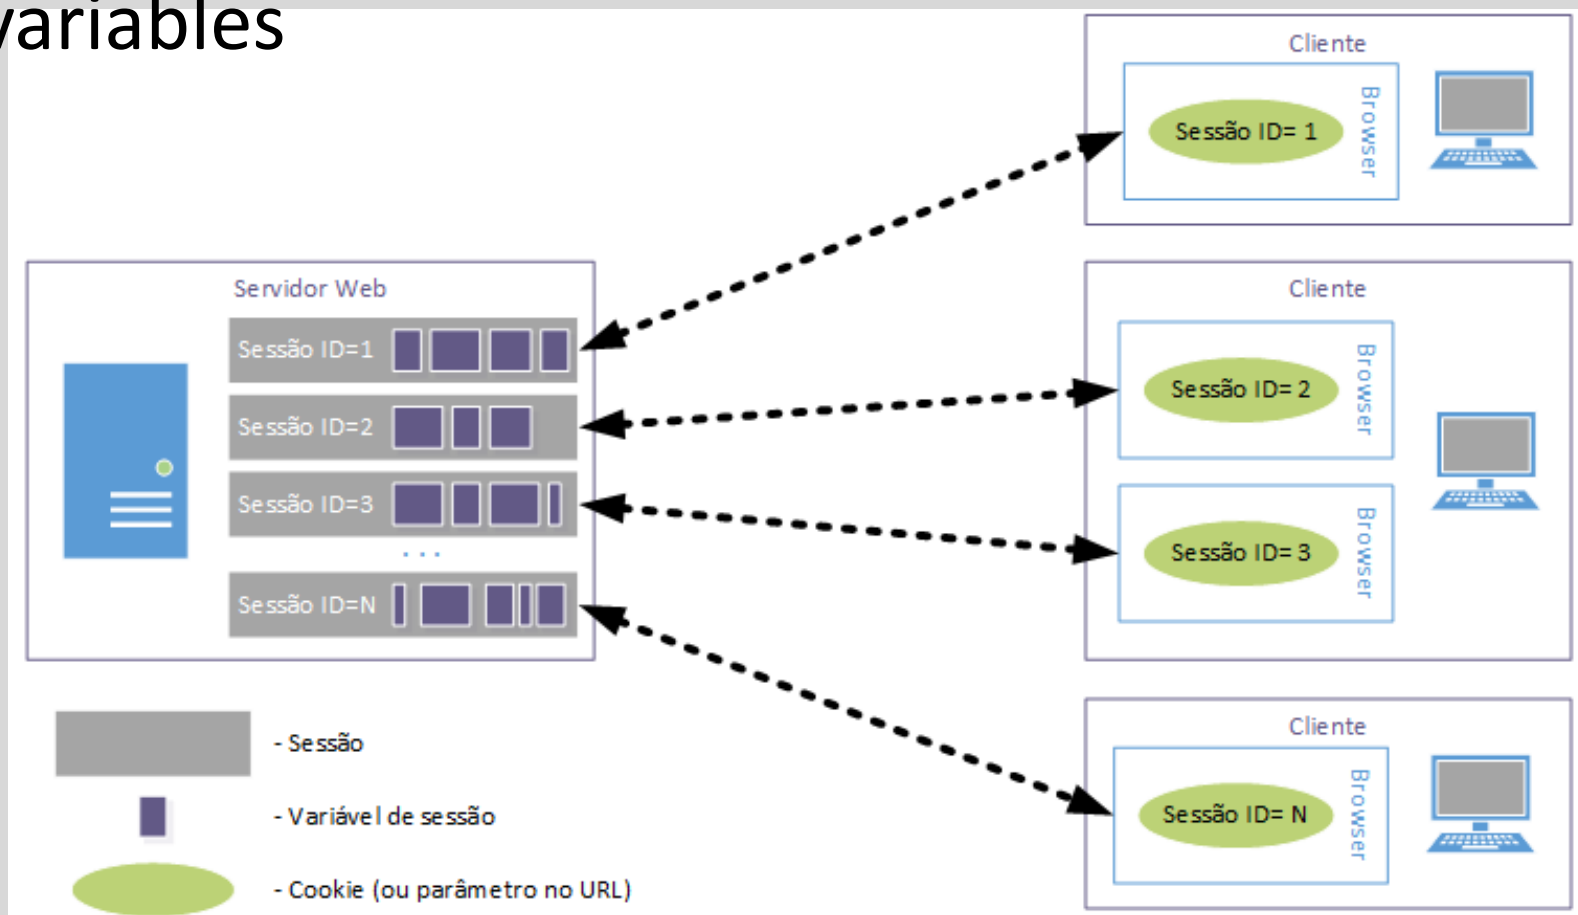 variables
Servidor Web
Sessão ID=1
Sessão ID=2
Sessão ID=3
...
Sessão ID=N
Cliente
Sessão ID= 1
Browser
Cliente
Sessão ID= 2
Browser
Sessão ID= 3
Browser
Cliente
Sessão ID= N
Browser
- Sessão
- Variável de sessão
- Cookie (ou parâmetro no URL)